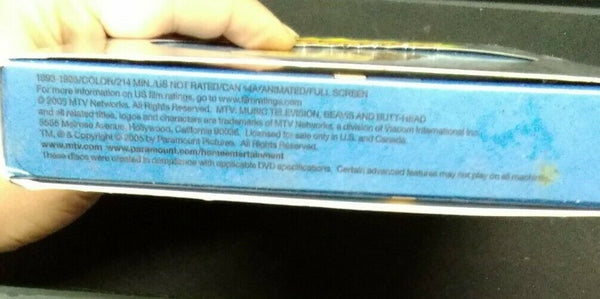 1993-1995/COLOR/214 MIN./US NOT RATED/CAN 14A/ANIMATED/FULL SCREEN
For more information on US film ratings, go to www.filmratings.com
© 2005 MTV Networks. All Rights Reserved. MTV: MUSIC TELEVISION, BEAVIS AND BUTT-HEAD
and all related titles, logos and characters are trademarks of MTV Networks, a division of Viacom International Inc.
5555 Melrose Avenue, Hollywood, California 90038. Licensed for sale only in U.S. and Canada.
TM, ® & Copyright © 2005 by Paramount Pictures. All Rights Reserved.
www.mtv.com www.paramount.com/homeentertainment
These discs were created in compliance with applicable DVD specifications. Certain advanced features may not play on all machines.